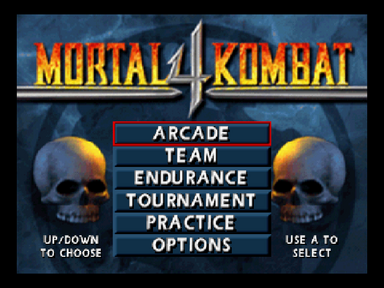 MORTAL 4 KOMBAT
ARCADE
TEAM
ENDURANCE
TOURNAMENT
PRACTICE
OPTIONS
UP/DOWN
TO CHOOSE
USE A TO
SELECT